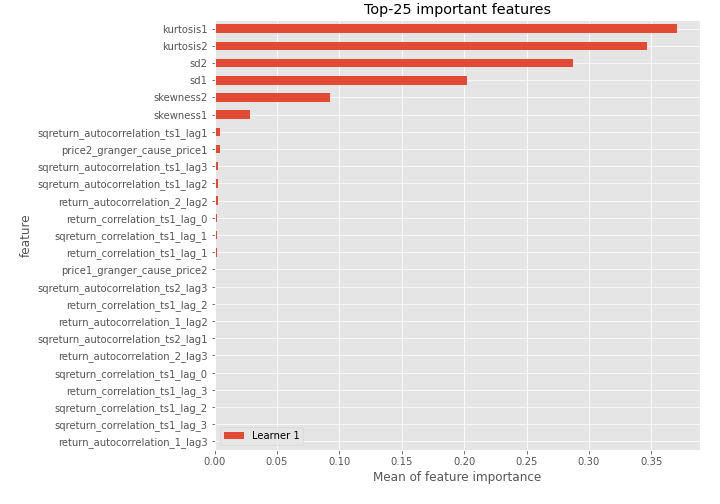 Top-25 important features
kurtosis1
kurtosis2
sd2
sd1
skewness2
skewness1
sqreturn_autocorrelation_ts1_lag1
price2_granger_cause_price1
sqreturn_autocorrelation_ts1_lag3
sqreturn_autocorrelation_ts1_lag2
return_autocorrelation_2_lag2
return_correlation_ts1_lag_0
sqreturn_correlation_ts1_lag_1
return_correlation_ts1_lag_1
price1_granger_cause_price2
sqreturn_autocorrelation_ts2_lag3
return_correlation_ts1_lag_2
return_autocorrelation_1_lag2
sqreturn_autocorrelation_ts2_lag1
return_autocorrelation_2_lag3
sqreturn_correlation_ts1_lag_0
return_correlation_ts1_lag_3
sqreturn_correlation_ts1_lag_2
sqreturn_correlation_ts1_lag_3
return_autocorrelation_1_lag3
feature
Learner 1
0.00 0.05 0.10 0.15 0.20 0.25 0.30 0.35
Mean of feature importance